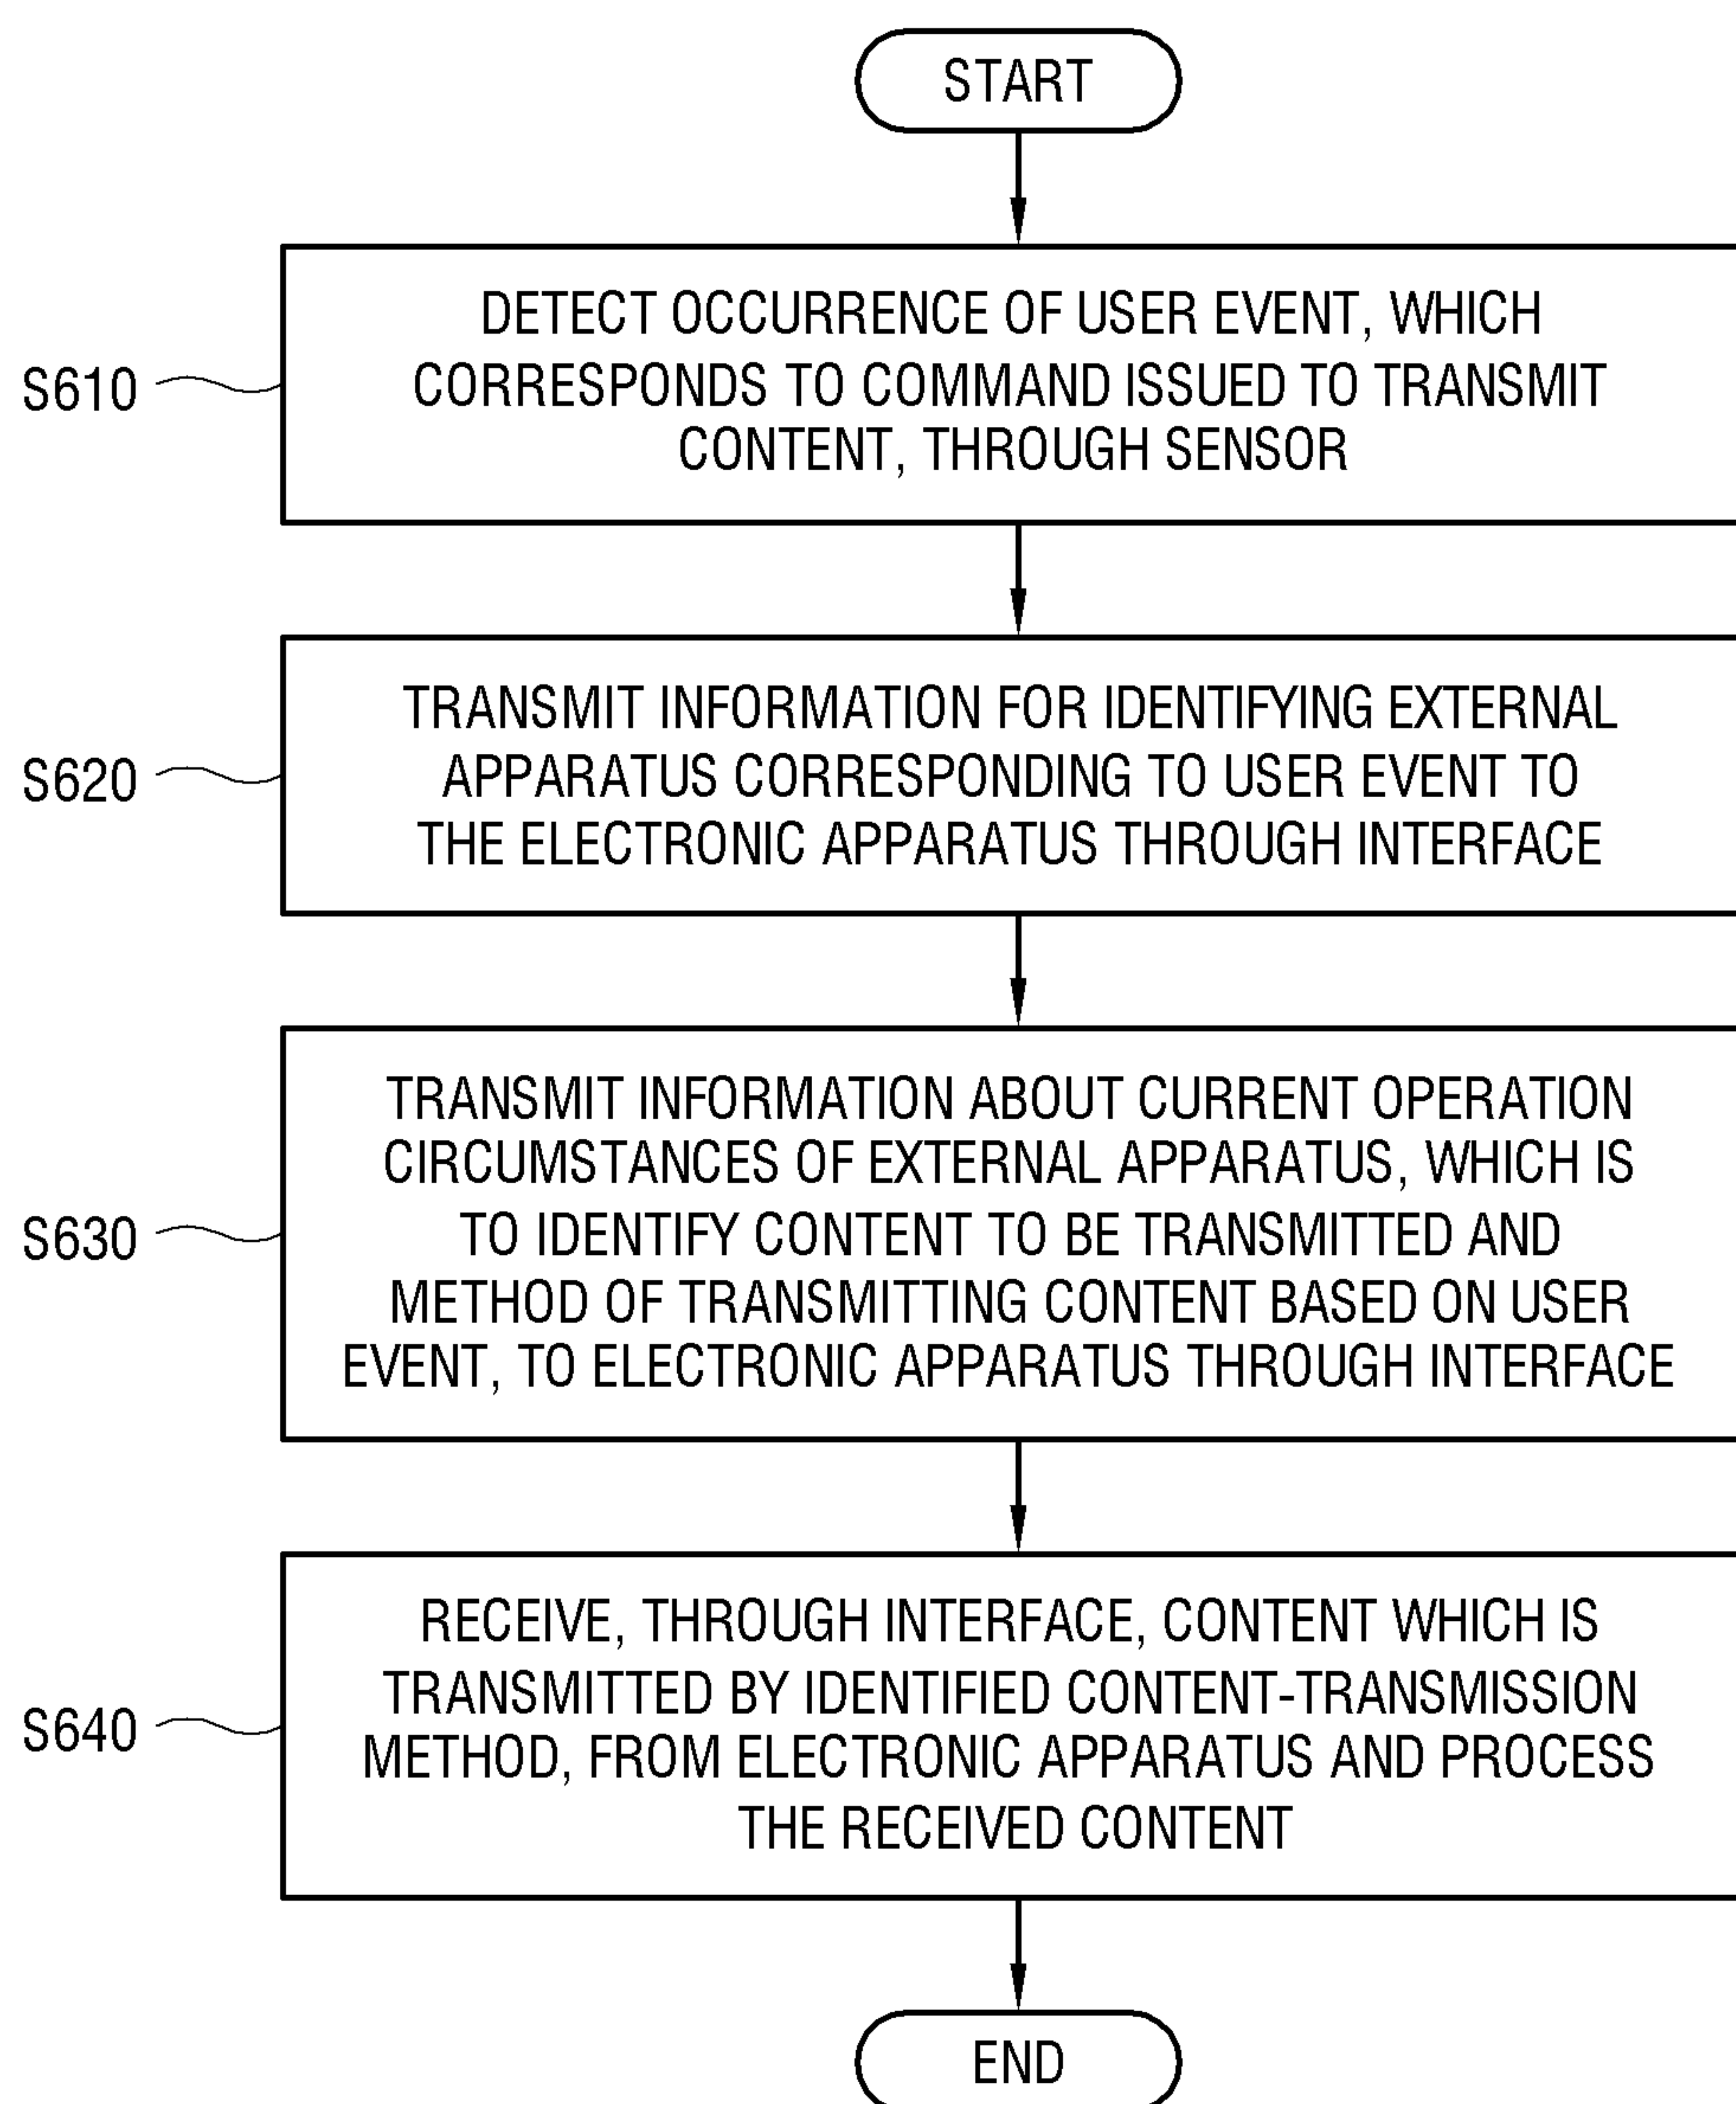 START
S610
DETECT OCCURRENCE OF USER EVENT, WHICH
CORRESPONDS TO COMMAND ISSUED TO TRANSMIT
CONTENT, THROUGH SENSOR
S620
TRANSMIT INFORMATION FOR IDENTIFYING EXTERNAL
APPARATUS CORRESPONDING TO USER EVENT TO
THE ELECTRONIC APPARATUS THROUGH INTERFACE
S630
TRANSMIT INFORMATION ABOUT CURRENT OPERATION
CIRCUMSTANCES OF EXTERNAL APPARATUS, WHICH IS
TO IDENTIFY CONTENT TO BE TRANSMITTED AND
METHOD OF TRANSMITTING CONTENT BASED ON USER
EVENT, TO ELECTRONIC APPARATUS THROUGH INTERFACE
S640
RECEIVE, THROUGH INTERFACE, CONTENT WHICH IS
TRANSMITTED BY IDENTIFIED CONTENT-TRANSMISSION
METHOD, FROM ELECTRONIC APPARATUS AND PROCESS
THE RECEIVED CONTENT
END